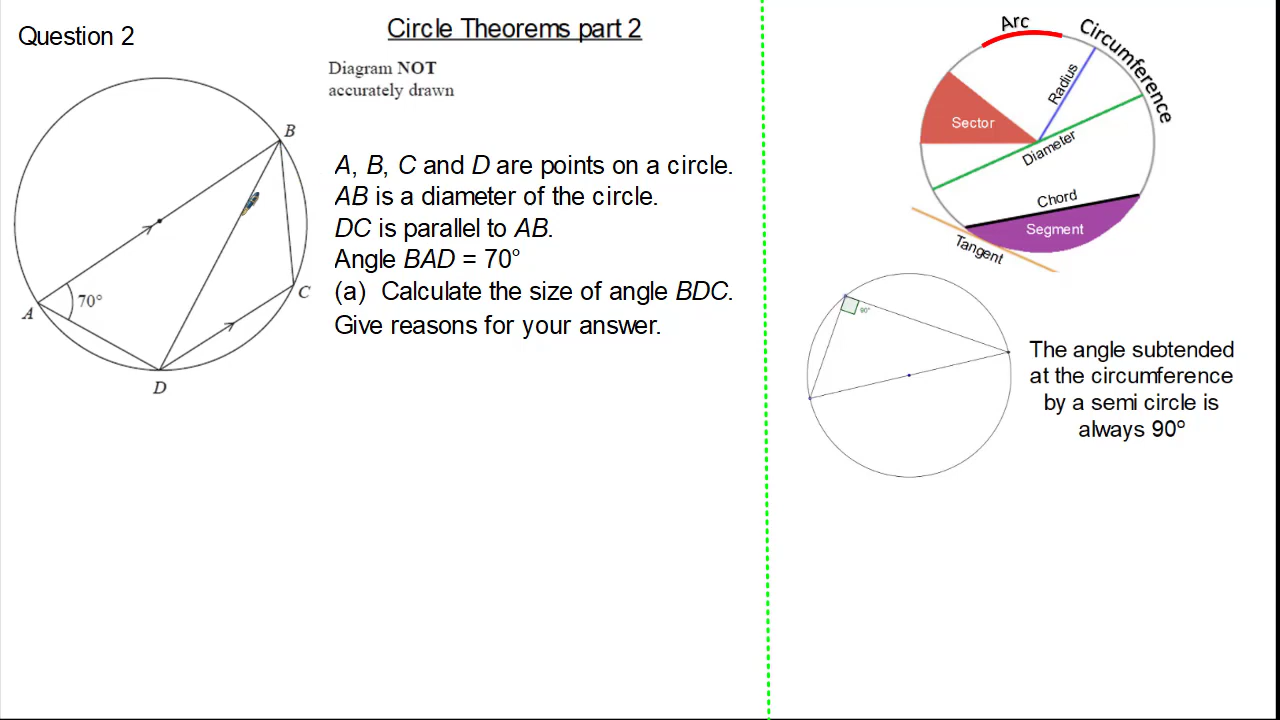 Question 2
Circle Theorems part 2
Diagram NOT
accurately drawn
B
A
70°
C
D
A, B, C and D are points on a circle.
AB is a diameter of the circle.
DC is parallel to AB.
Angle BAD = 70°
(a) Calculate the size of angle BDC.
Give reasons for your answer.
Arc
Circumference
Radius
Sector
Diameter
Chord
Segment
Tangent
90°
The angle subtended
at the circumference
by a semi circle is
always 90°